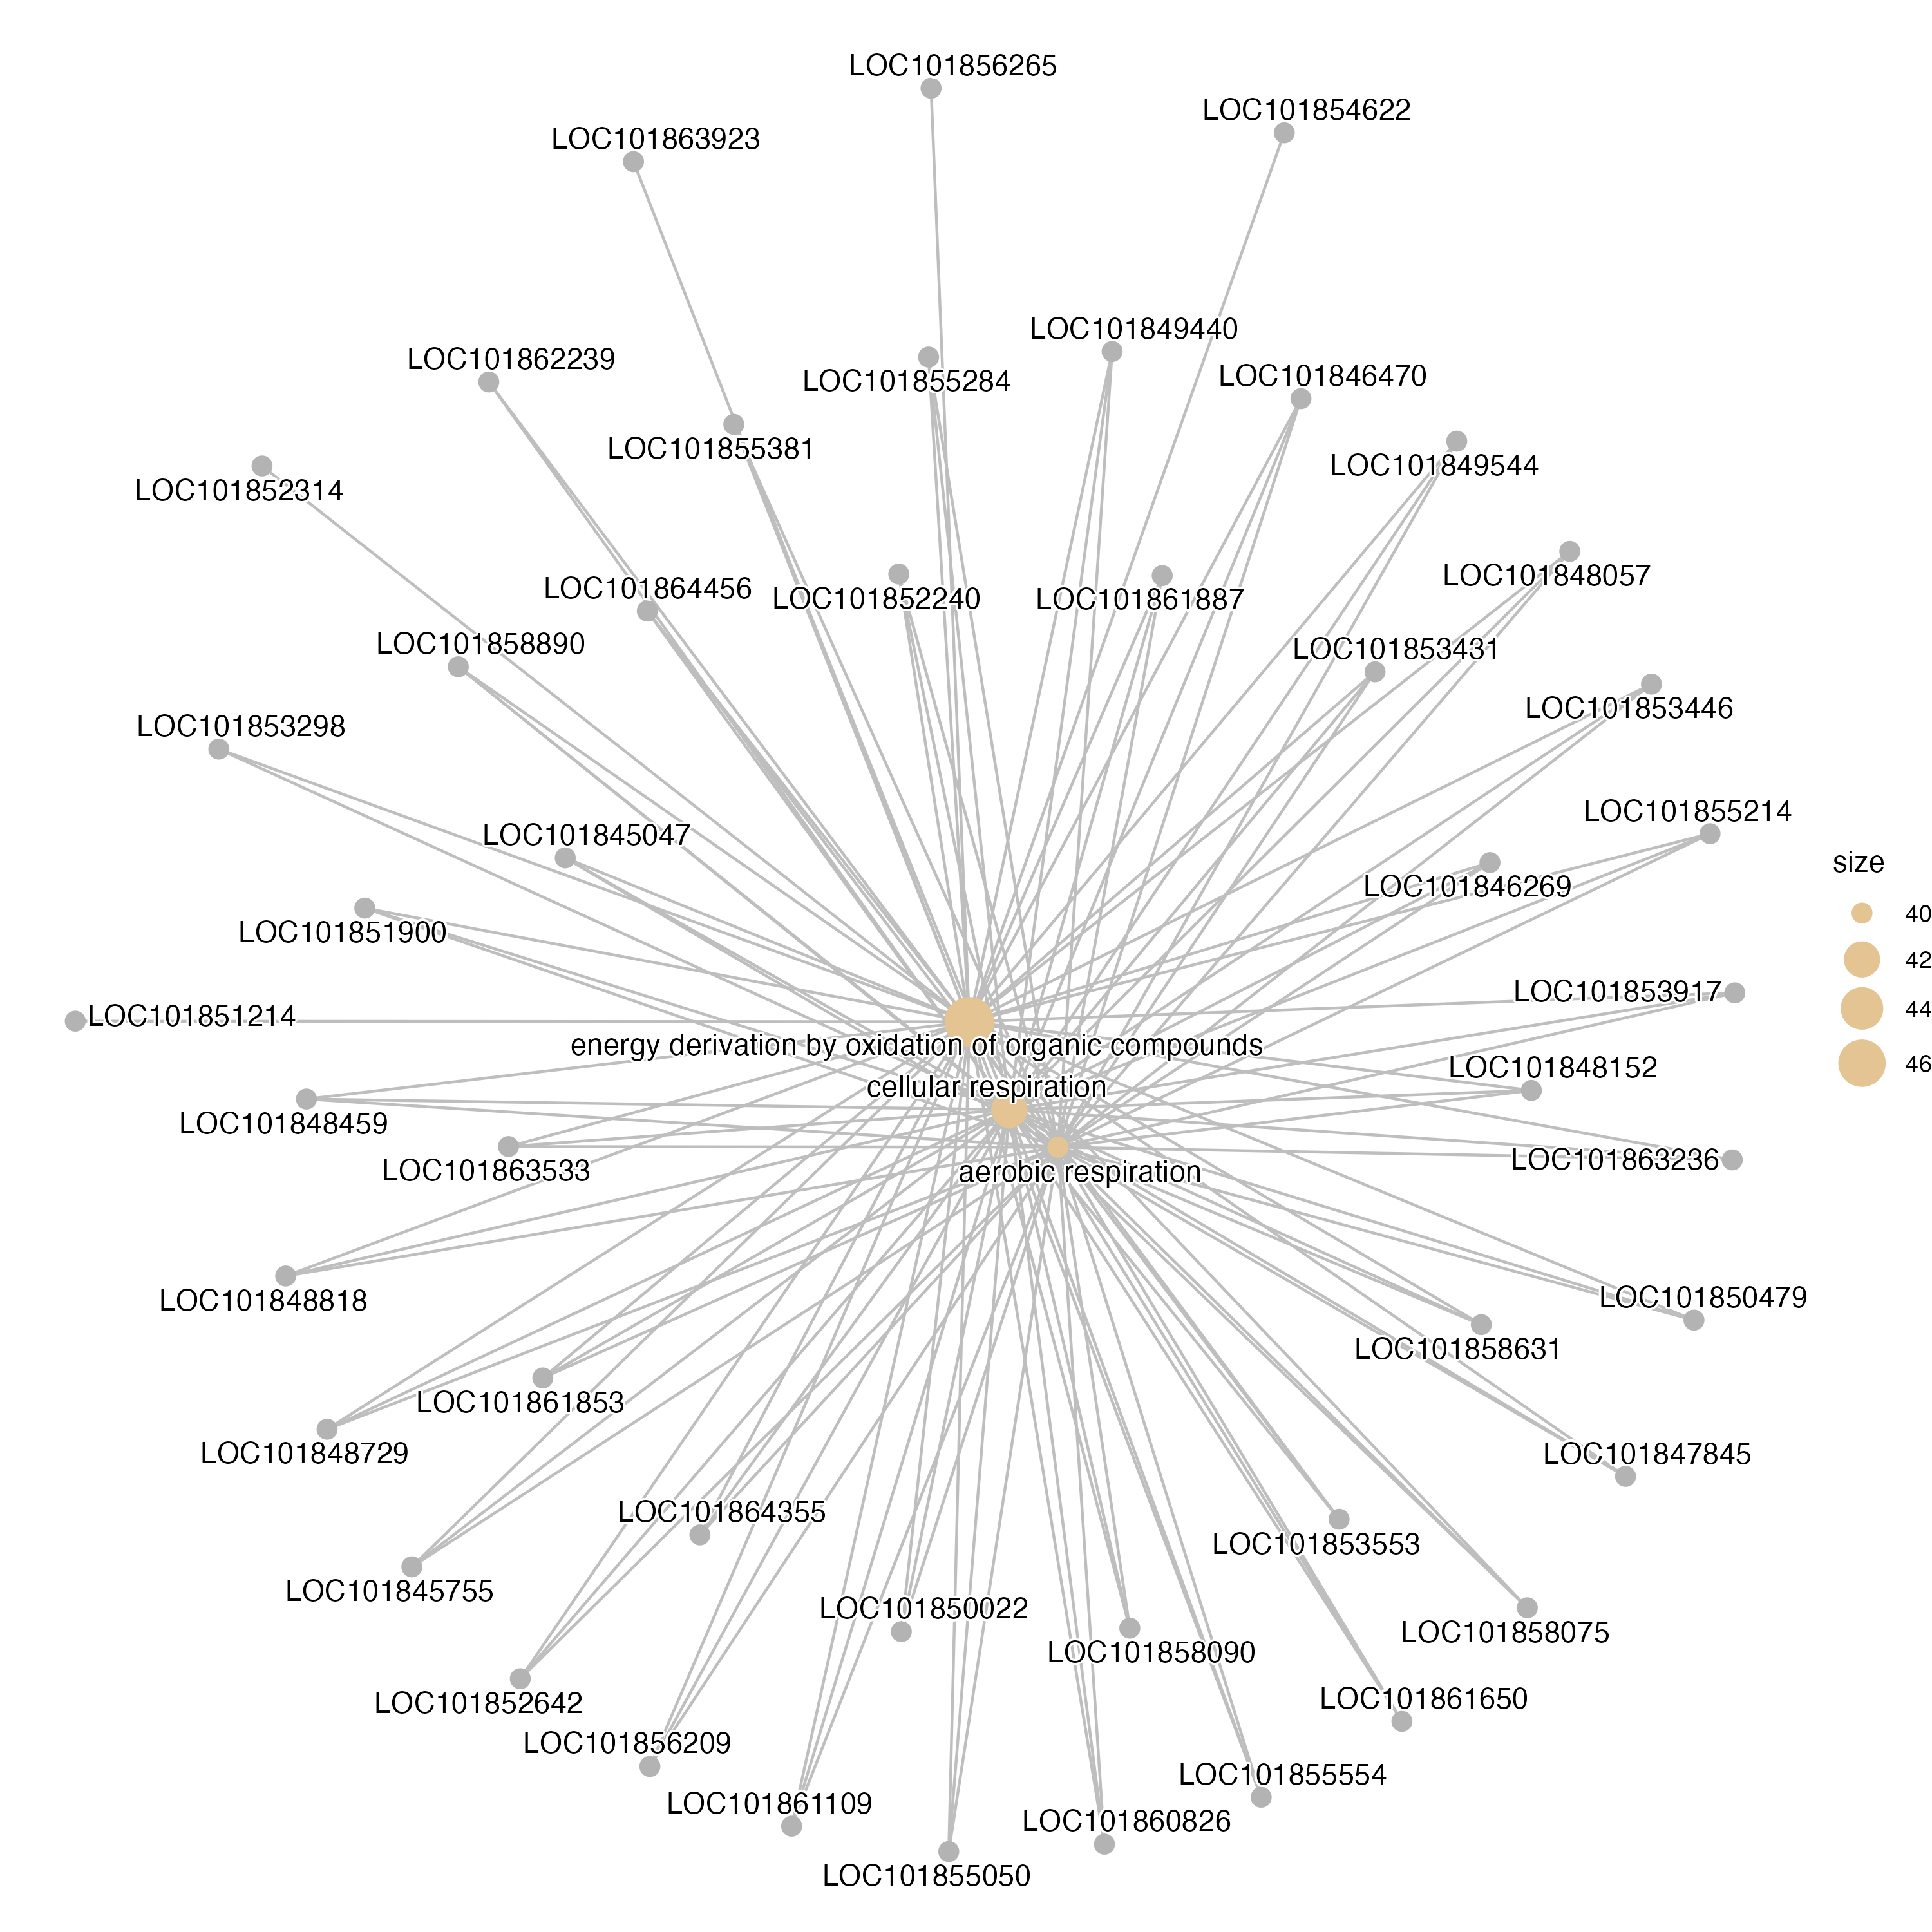 LOC101856265
LOC101854622
LOC101863923
LOC101849440
LOC101862239
LOC101855284
LOC101846470
LOC101855381
LOC101849544
LOC101852314
LOC101848057
LOC101864456
LOC101852240
LOC101861887
LOC101858890
LOC101853431
LOC101853446
LOC101853298
LOC101855214
LOC101845047
size
LOC101846269
40
LOC101851900
42
LOC101853917
44
LOC101851214
energy derivation by oxidation of organic compounds
46
LOC101848152
cellular respiration
LOC101848459
LOC101863236
LOC101863533
aerobic respiration
LOC101850479
LOC101848818
LOC101858631
LOC101861853
LOC101848729
LOC101847845
LOC101864355
LOC101853553
LOC101845755
LOC101850022
LOC101858075
LOC101858090
LOC101852642
LOC101861650
LOC101856209
LOC101855554
LOC101861109
LOC101860826
LOC101855050